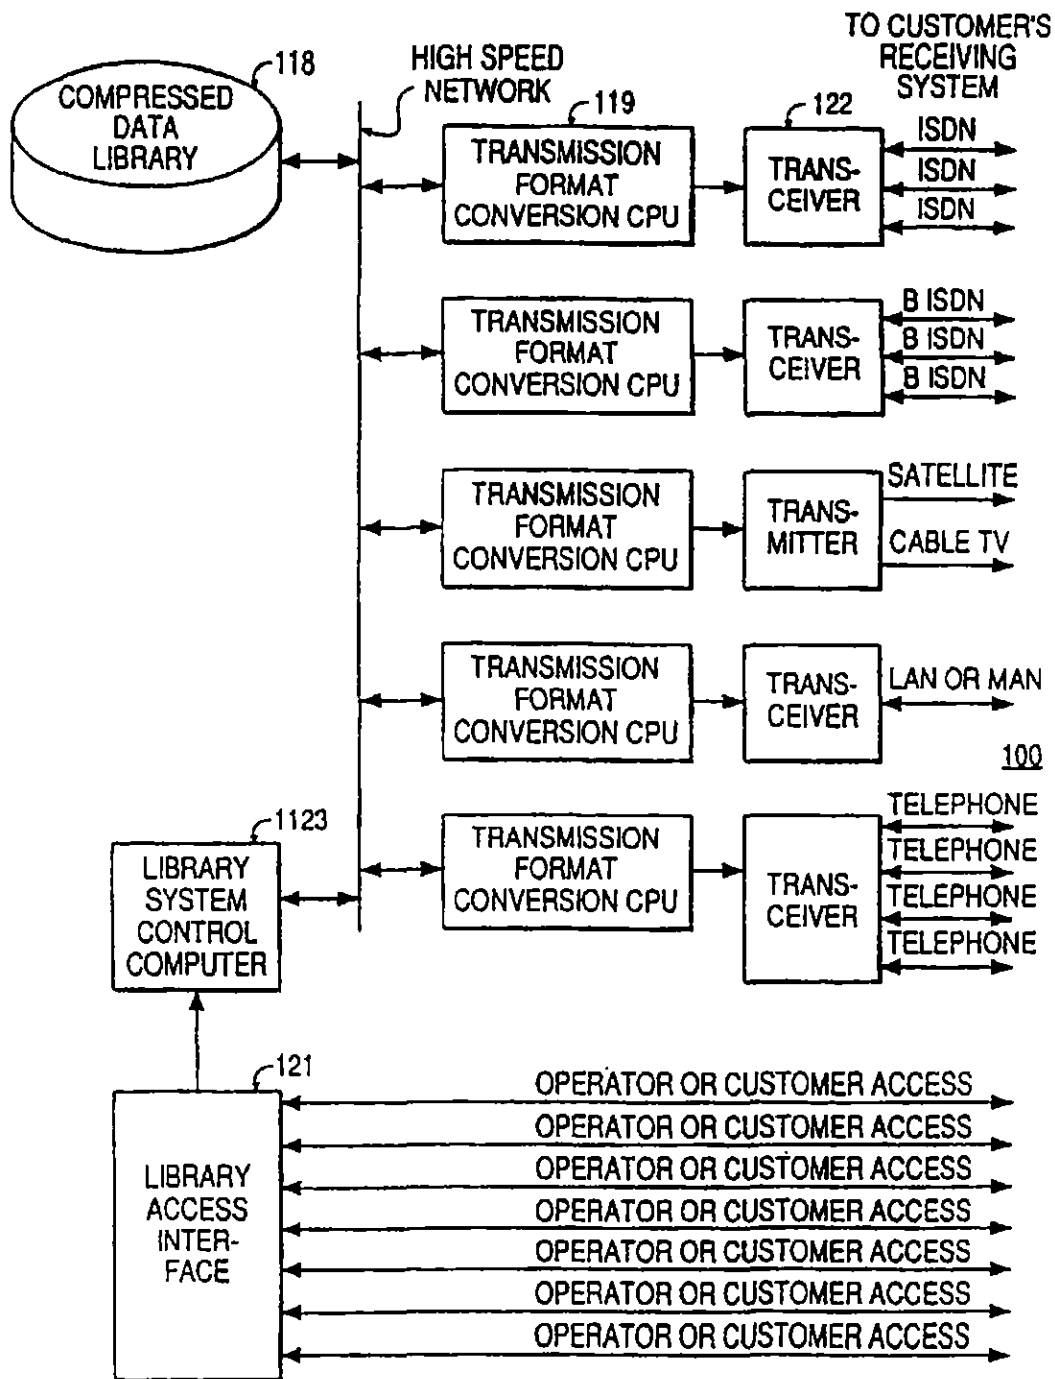 118
COMPRESSED
DATA
LIBRARY
HIGH SPEED
NETWORK
TO CUSTOMER'S
RECEIVING
SYSTEM
119
TRANSMISSION
FORMAT
CONVERSION CPU
122
TRANS-
CEIVER
ISDN
ISDN
ISDN
TRANSMISSION
FORMAT
CONVERSION CPU
TRANS-
CEIVER
B ISDN
B ISDN
B ISDN
TRANSMISSION
FORMAT
CONVERSION CPU
TRANS-
MITTER
SATELLITE
CABLE TV
TRANSMISSION
FORMAT
CONVERSION CPU
TRANS-
CEIVER
LAN OR MAN
100
1123
LIBRARY
SYSTEM
CONTROL
COMPUTER
TRANSMISSION
FORMAT
CONVERSION CPU
TRANS-
CEIVER
TELEPHONE
TELEPHONE
TELEPHONE
TELEPHONE
121
LIBRARY
ACCESS
INTER-
FACE
OPERATOR OR CUSTOMER ACCESS
OPERATOR OR CUSTOMER ACCESS
OPERATOR OR CUSTOMER ACCESS
OPERATOR OR CUSTOMER ACCESS
OPERATOR OR CUSTOMER ACCESS
OPERATOR OR CUSTOMER ACCESS
OPERATOR OR CUSTOMER ACCESS